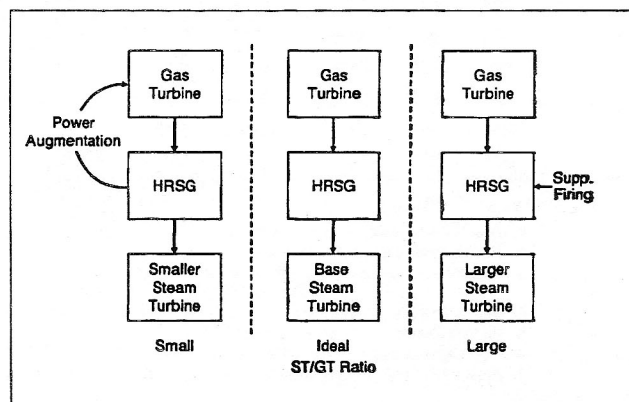 Gas
Turbine
Power
Augmentation
HRSG
Smaller
Steam
Turbine
Small
Gas
Turbine
HRSG
Base
Steam
Turbine
Ideal
ST/GT Ratio
Gas
Turbine
HRSG
Supp.
Firing
Larger
Steam
Turbine
Large